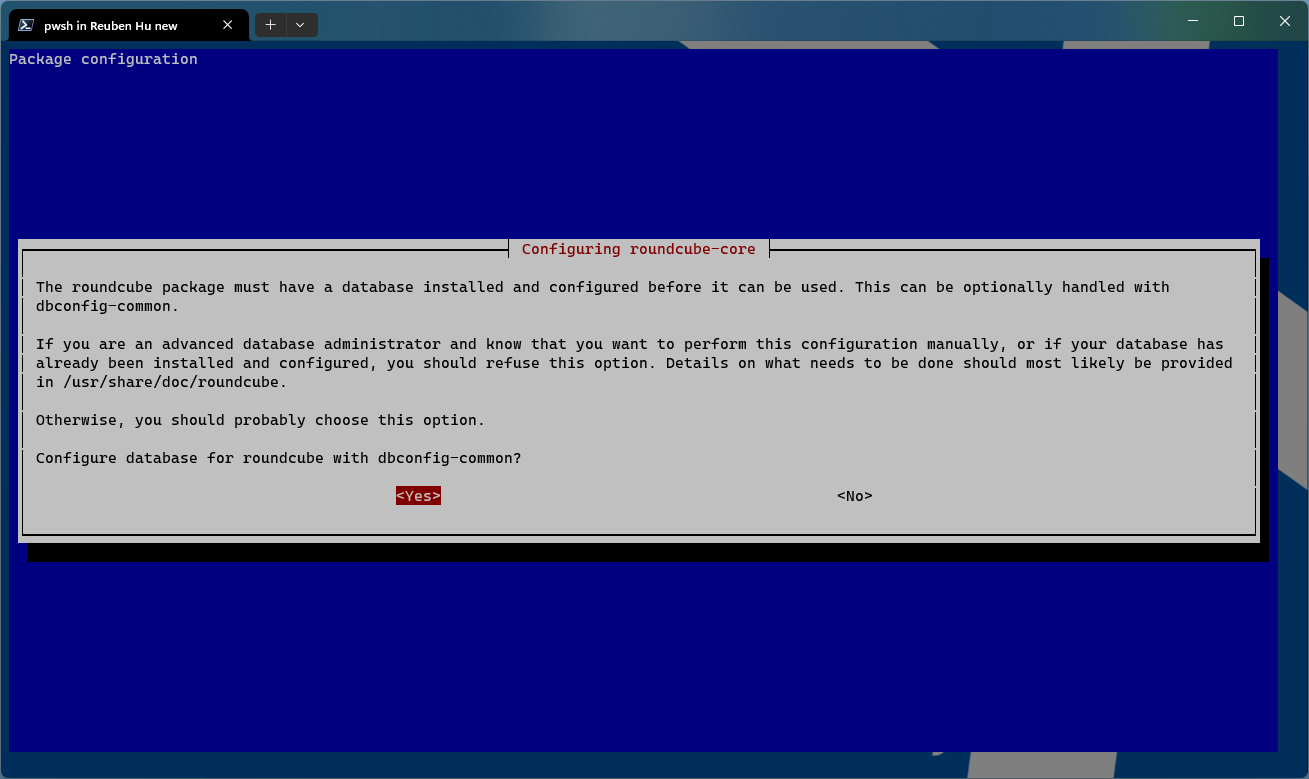 pwsh in Reuben Hu new
Package configuration
Configuring roundcube-core
The roundcube package must have a database installed and configured before it can be used. This can be optionally handled with
dbconfig-common.
If you are an advanced database administrator and know that you want to perform this configuration manually, or if your database has
already been installed and configured, you should refuse this option. Details on what needs to be done should most likely be provided
in /usr/share/doc/roundcube.
Otherwise, you should probably choose this option.
Configure database for roundcube with dbconfig-common?
<Yes> <No>